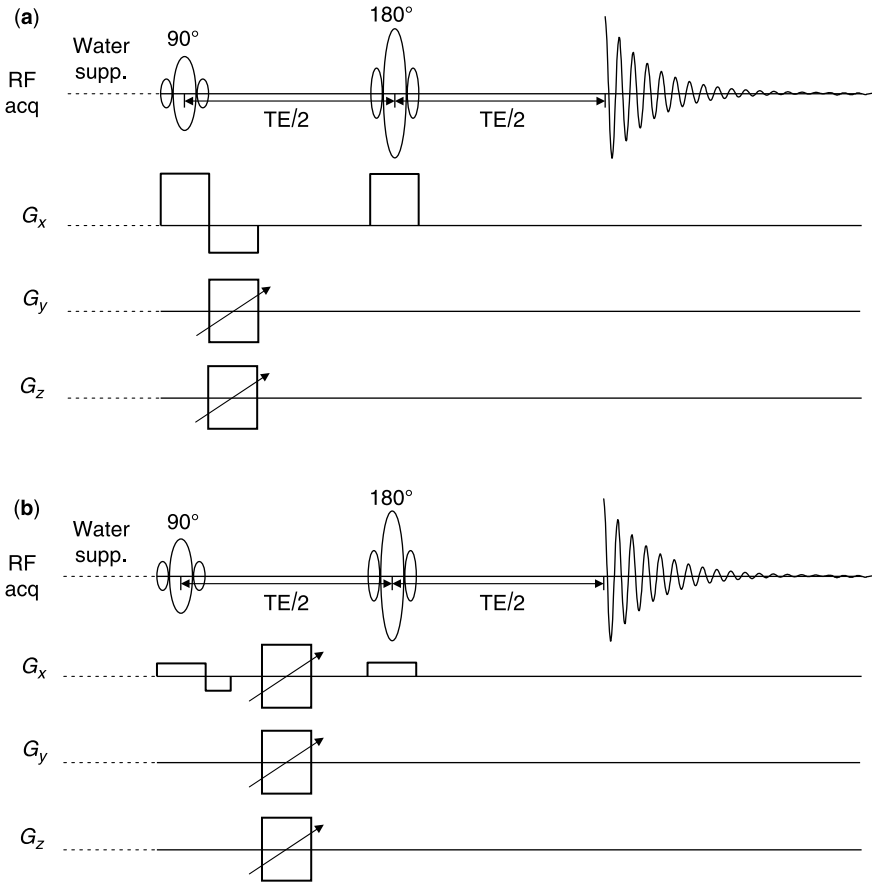 (a)
Water
supp.
90°
180°
RF
acq
TE/2
TE/2
Gx
Gy
Gz
(b)
Water
supp.
90°
180°
RF
acq
TE/2
TE/2
Gx
Gy
Gz